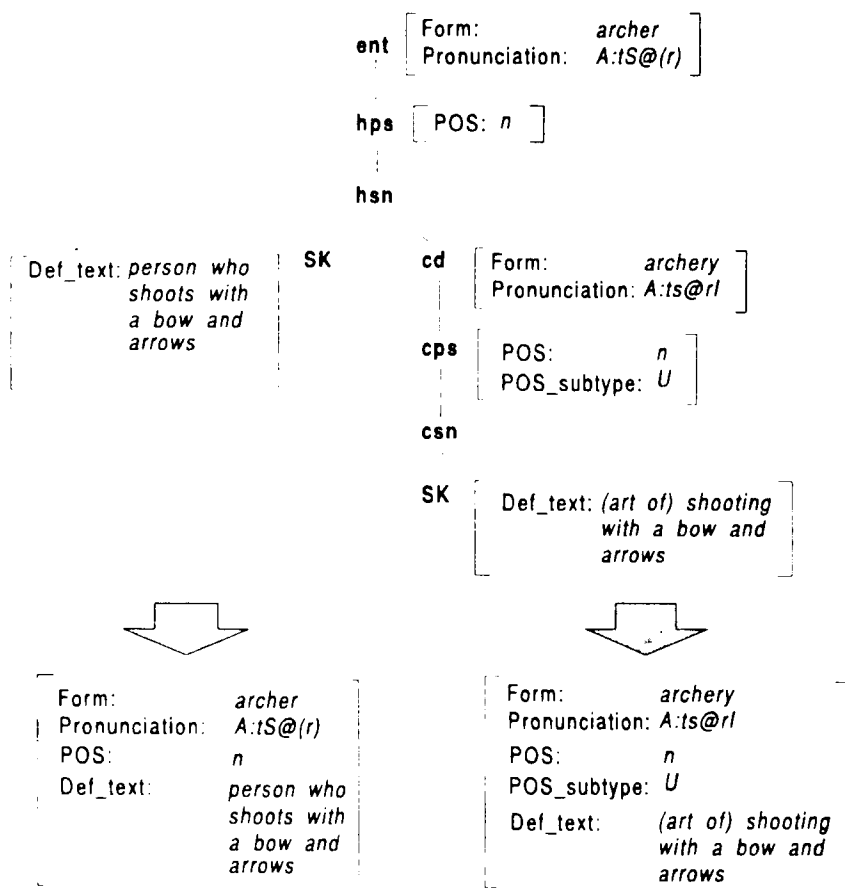 ent Form: archer
Pronunciation: A:tS@(r)
hps POS: n
hsn
Def_text: person who
shoots with
a bow and
arrows
SK
cd Form: archery
Pronunciation: A:ts@rI
cps POS: n
POS_subtype: U
csn
SK Def_text: (art of) shooting
with a bow and
arrows
Form: archer
Pronunciation: A:tS@(r)
POS: n
Def_text: person who
shoots with
a bow and
arrows
Form: archery
Pronunciation: A:ts@rI
POS: n
POS_subtype: U
Def_text: (art of) shooting
with a bow and
arrows